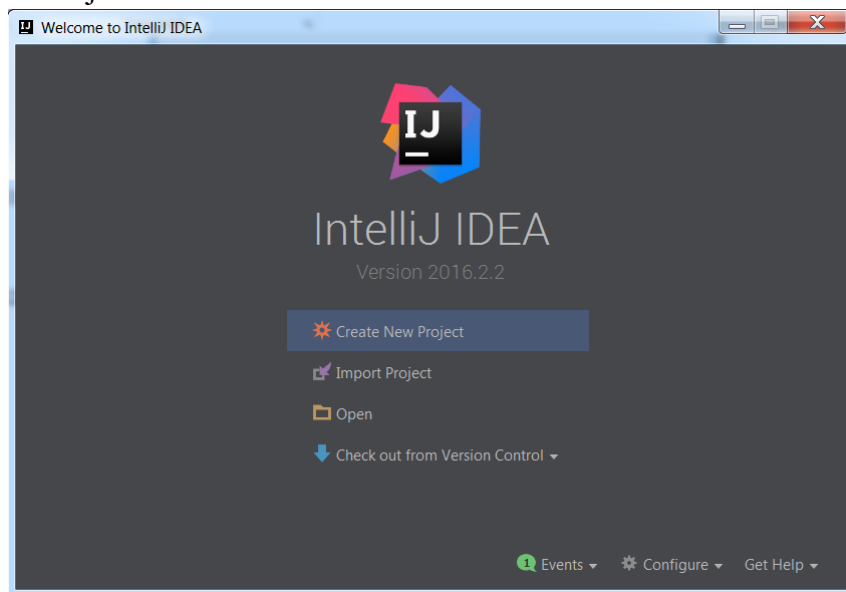 Welcome to IntelliJ IDEA
IJ
IntelliJ IDEA
Version 2016.2.2
Create New Project
Import Project
Open
Check out from Version Control
1 Events Configure Get Help